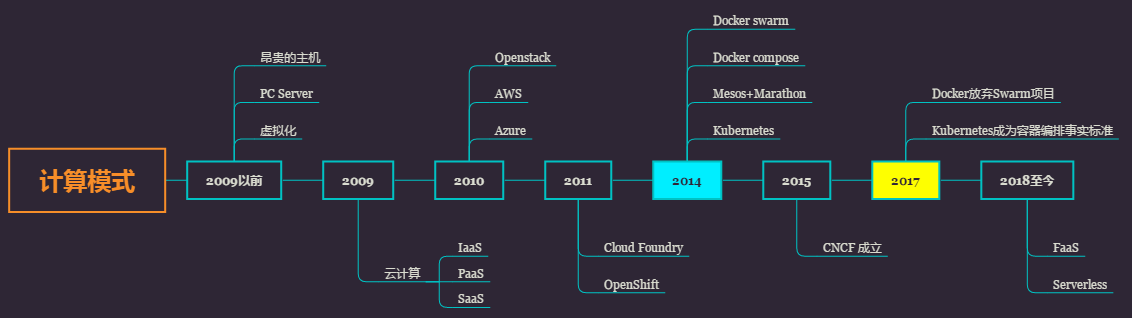 计算模式
2009以前
昂贵的主机
PC Server
虚拟化
2009
云计算
IaaS
PaaS
SaaS
2010
Openstack
AWS
Azure
2011
Cloud Foundry
OpenShift
2014
Docker swarm
Docker compose
Mesos+Marathon
Kubernetes
2015
CNCF 成立
2017
Docker放弃Swarm项目
Kubernetes成为容器编排事实标准
2018至今
FaaS
Serverless